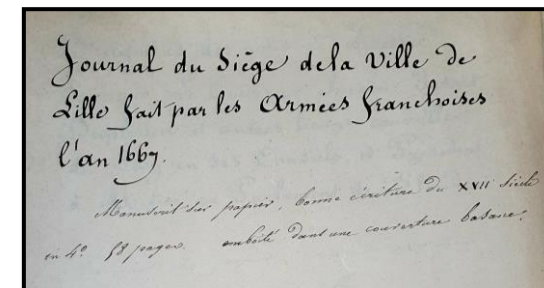 Journal du Siège dela Ville de
Lille fait par les Armées franchoises
l'an 1667.
Manuscrit sur papier, bonne écriture du XVII siècle
in 4º 58 pages. emboîté dans une couverture basane.